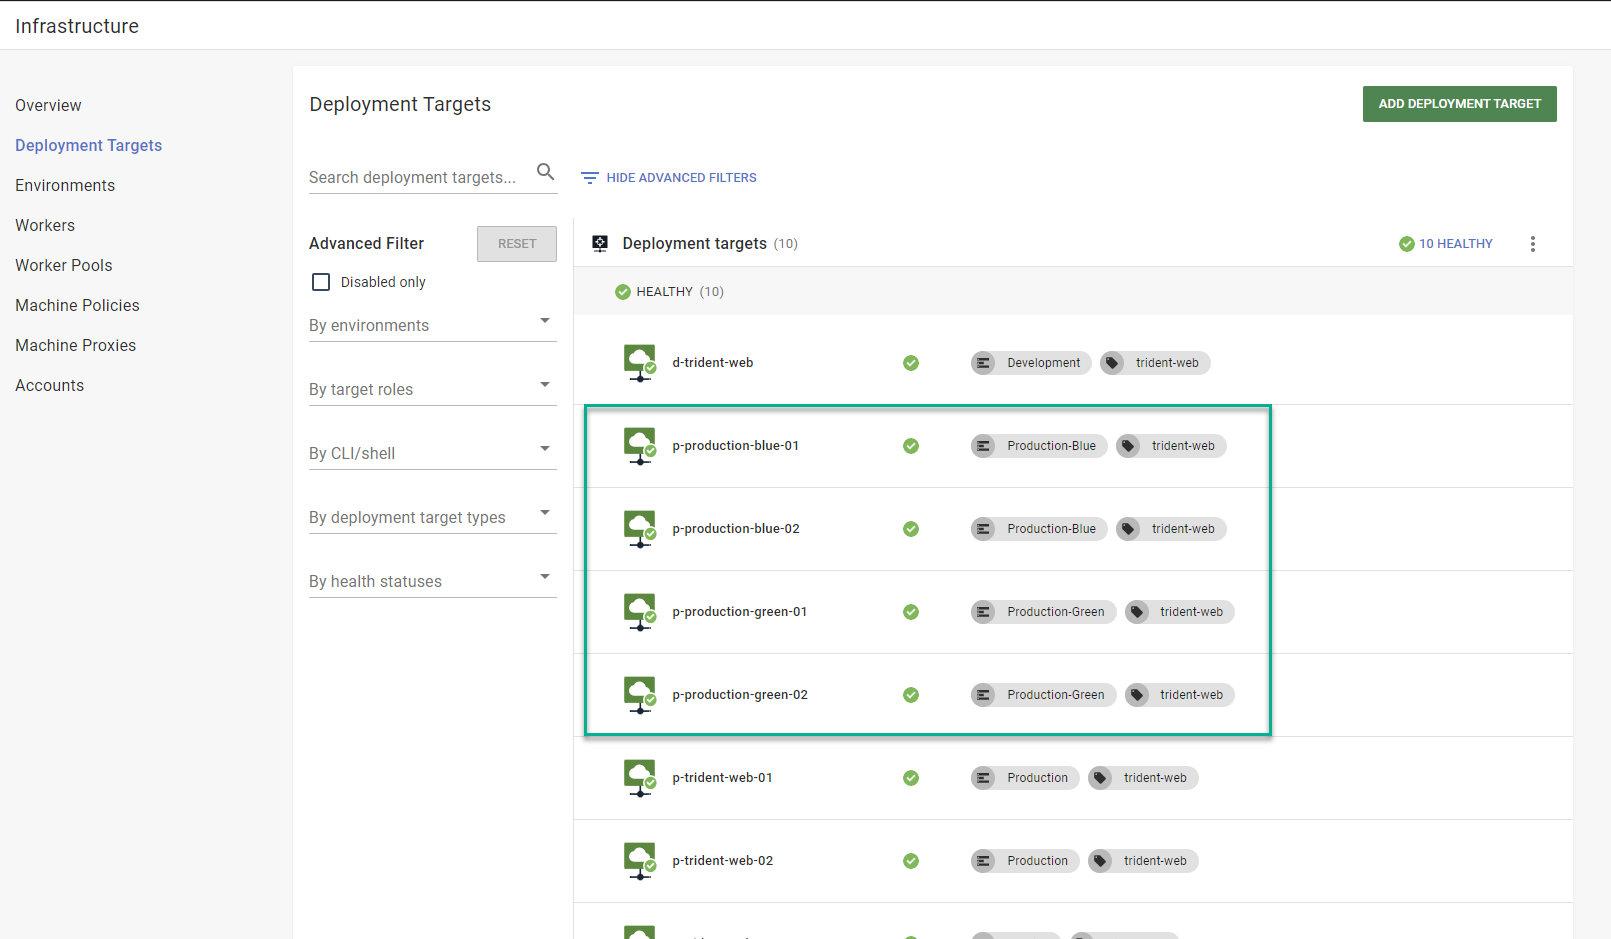 Infrastructure
Overview
Deployment Targets
Environments
Workers
Worker Pools
Machine Policies
Machine Proxies
Accounts
Deployment Targets
ADD DEPLOYMENT TARGET
Search deployment targets...
HIDE ADVANCED FILTERS
Advanced Filter
RESET
Disabled only
By environments
By target roles
By CLI/shell
By deployment target types
By health statuses
Deployment targets (10)
10 HEALTHY
HEALTHY (10)
d-trident-web Development trident-web
p-production-blue-01 Production-Blue trident-web
p-production-blue-02 Production-Blue trident-web
p-production-green-01 Production-Green trident-web
p-production-green-02 Production-Green trident-web
p-trident-web-01 Production trident-web
p-trident-web-02 Production trident-web